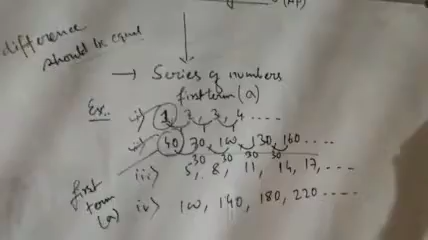 (AP)
difference
should be equal
→ Series of numbers
first term (a)
Ex:-
i) 1, 2, 3, 4 ....
ii) 40, 70, 100, 130, 160 ....
30 30 30 30
iii) 5, 8, 11, 14, 17, ....
first
term
(a)
iv) 100, 140, 180, 220 ....